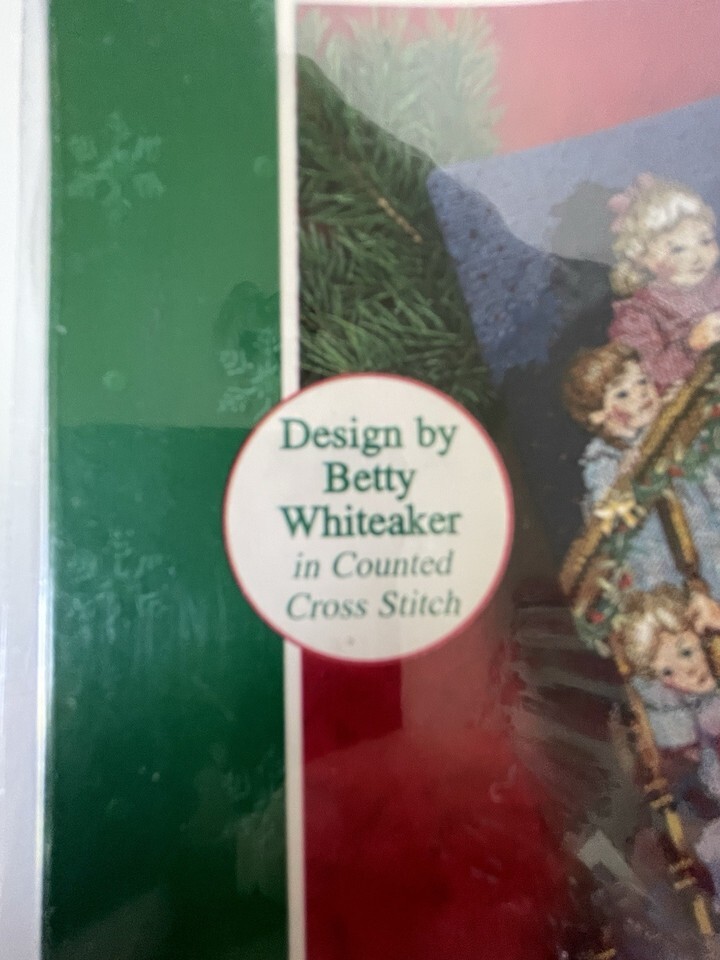 Design by
Betty
Whiteaker
in Counted
Cross Stitch